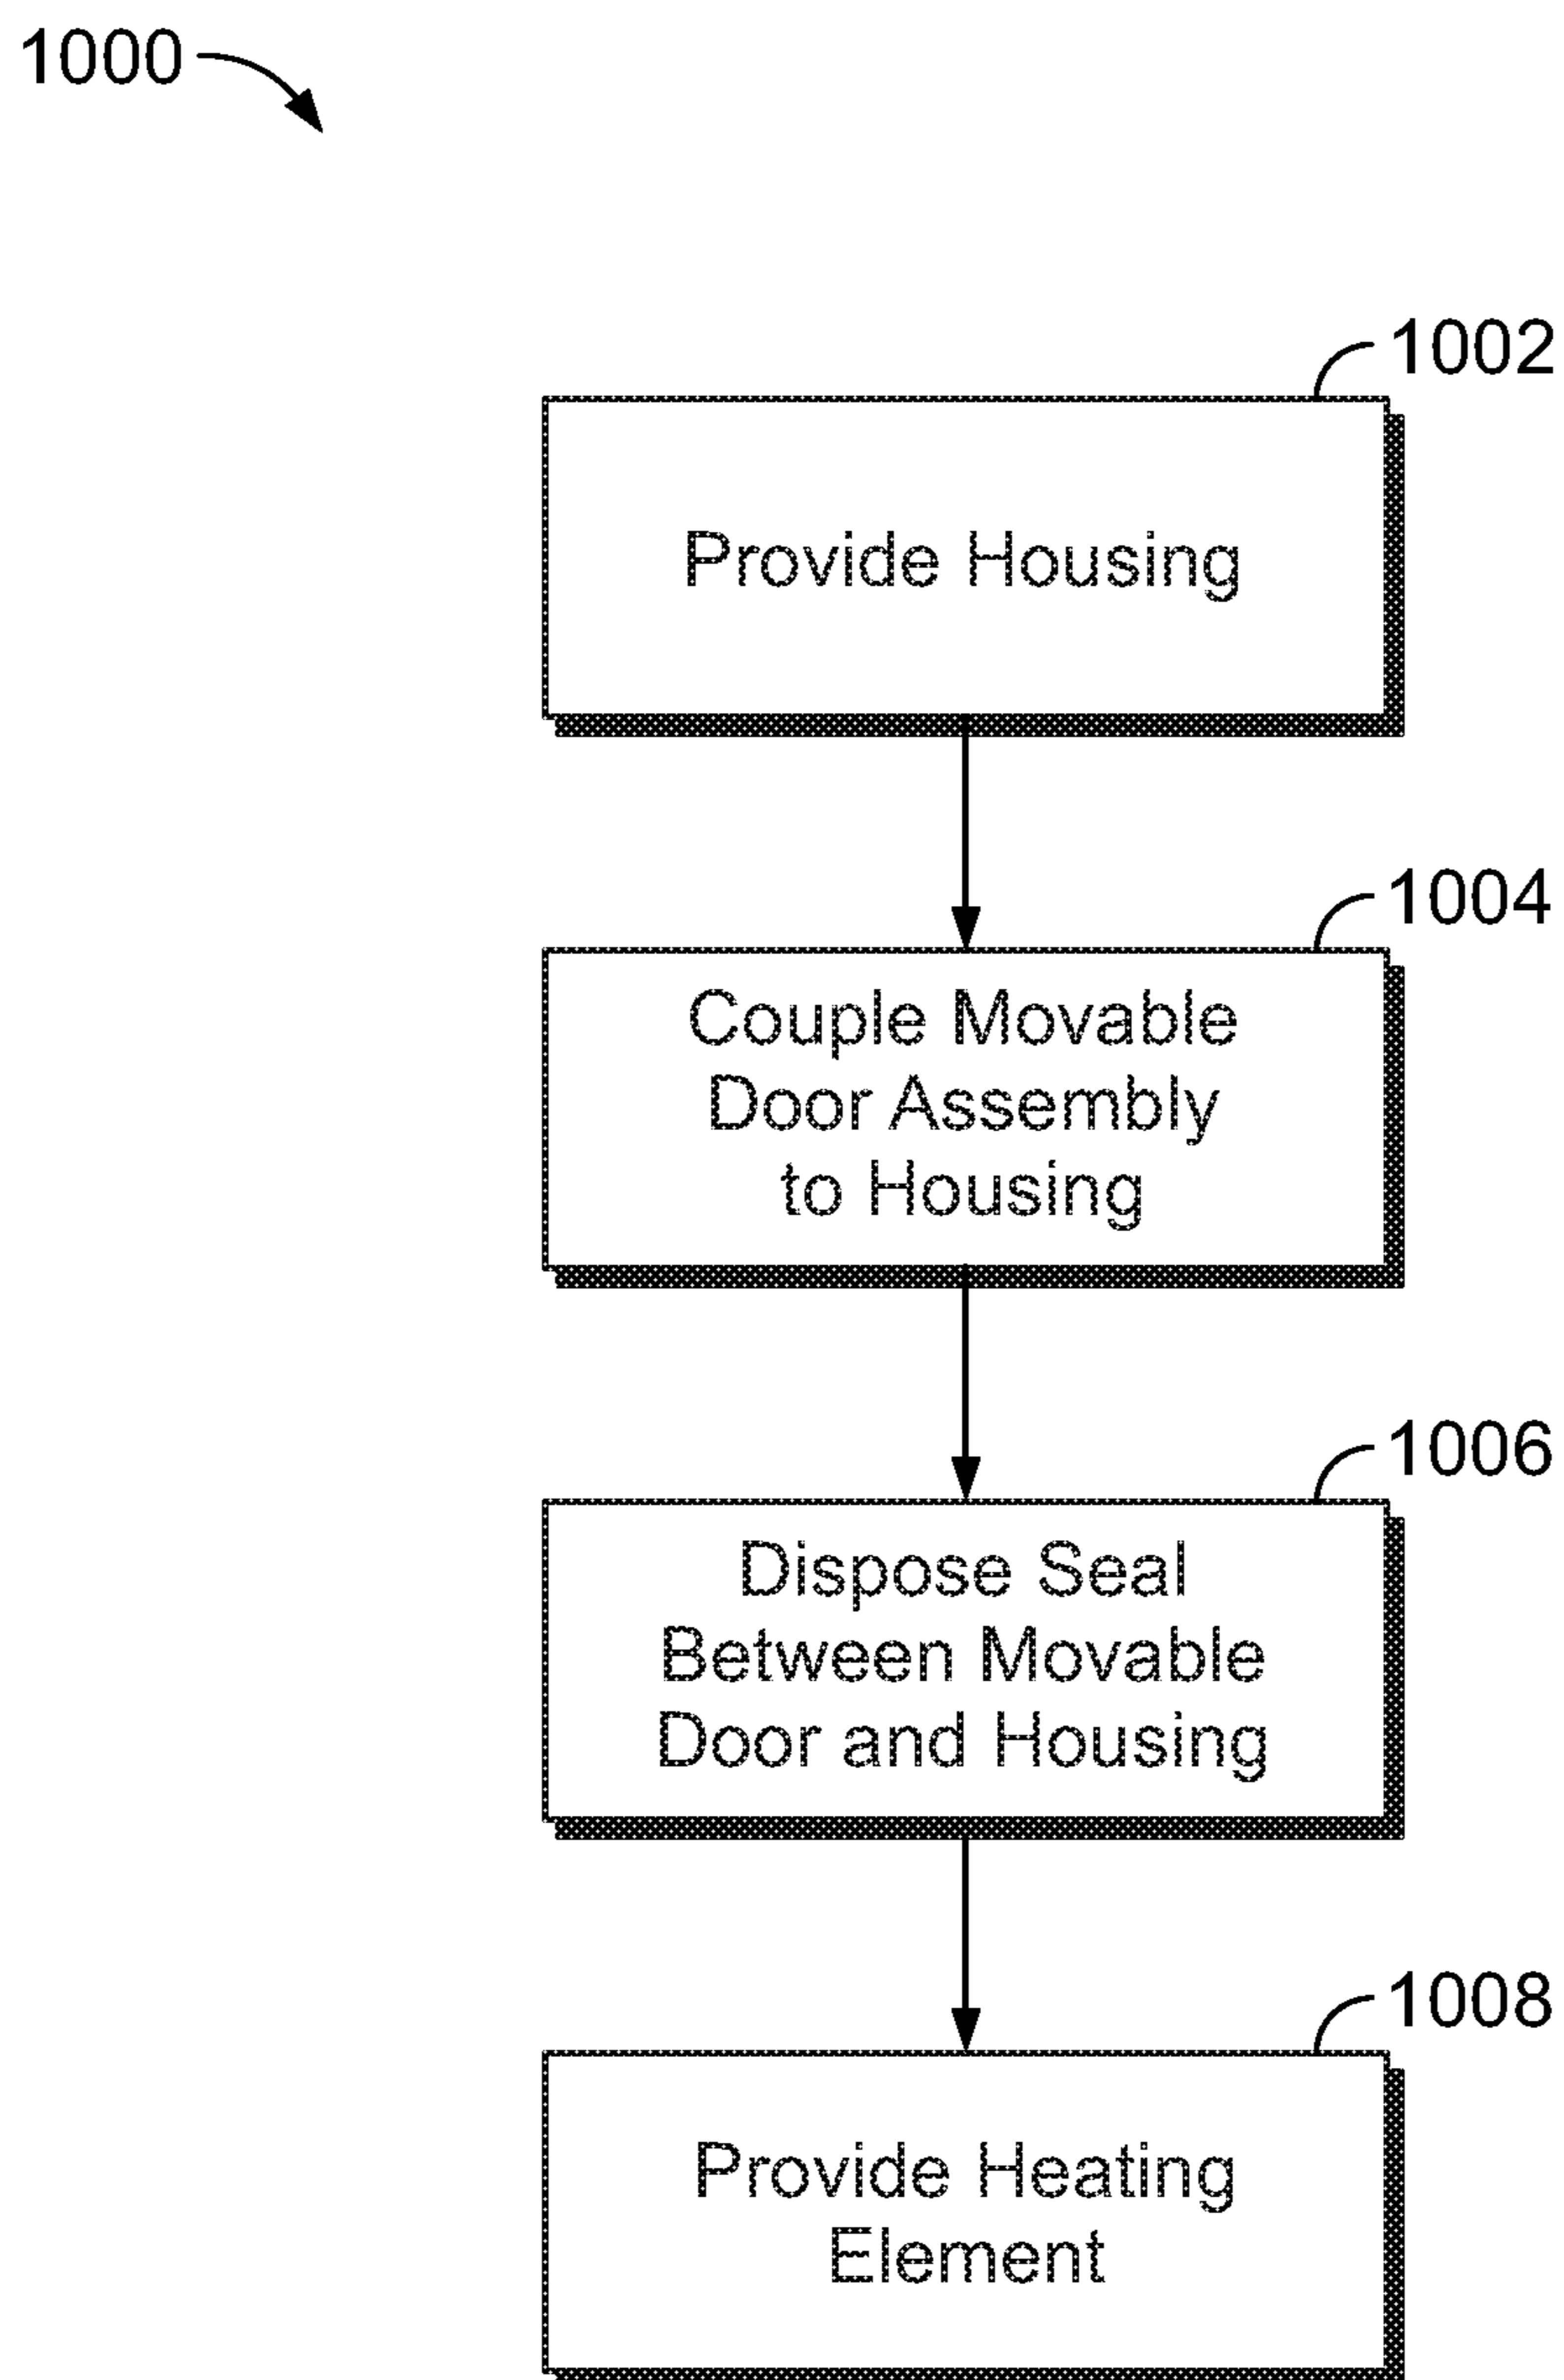 1000
1002
Provide Housing
1004
Couple Movable
Door Assembly
to Housing
1006
Dispose Seal
Between Movable
Door and Housing
1008
Provide Heating
Element